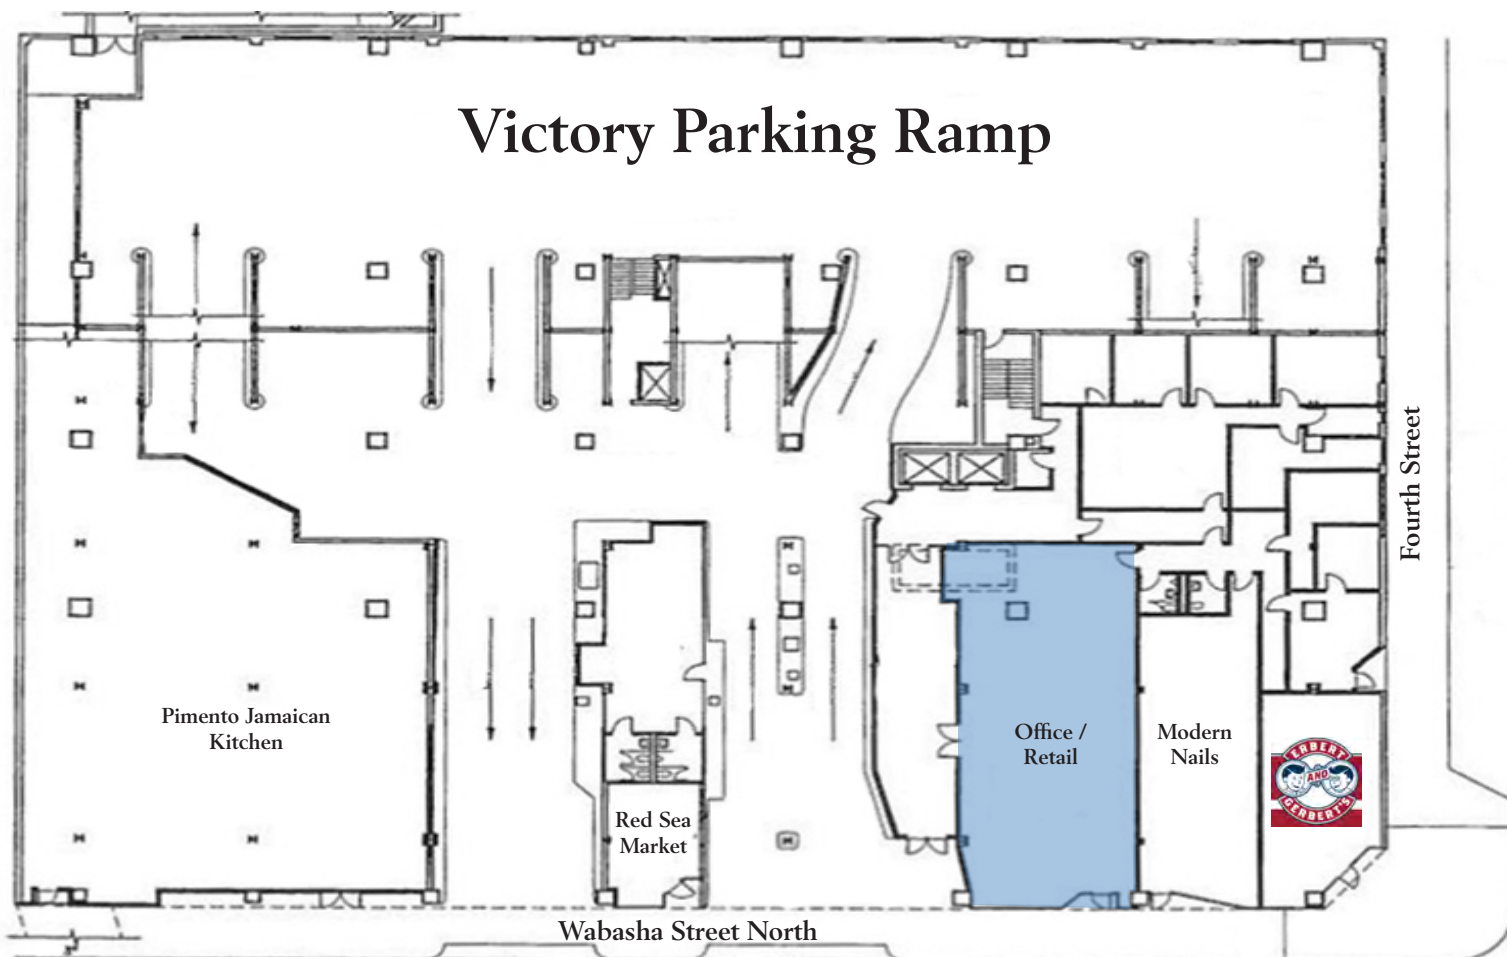 Victory Parking Ramp
Fourth Street
Pimento Jamaican
Kitchen
Office /
Retail
Modern
Nails
ERBERT
AND
GERBERT'S
Red Sea
Market
Wabasha Street North